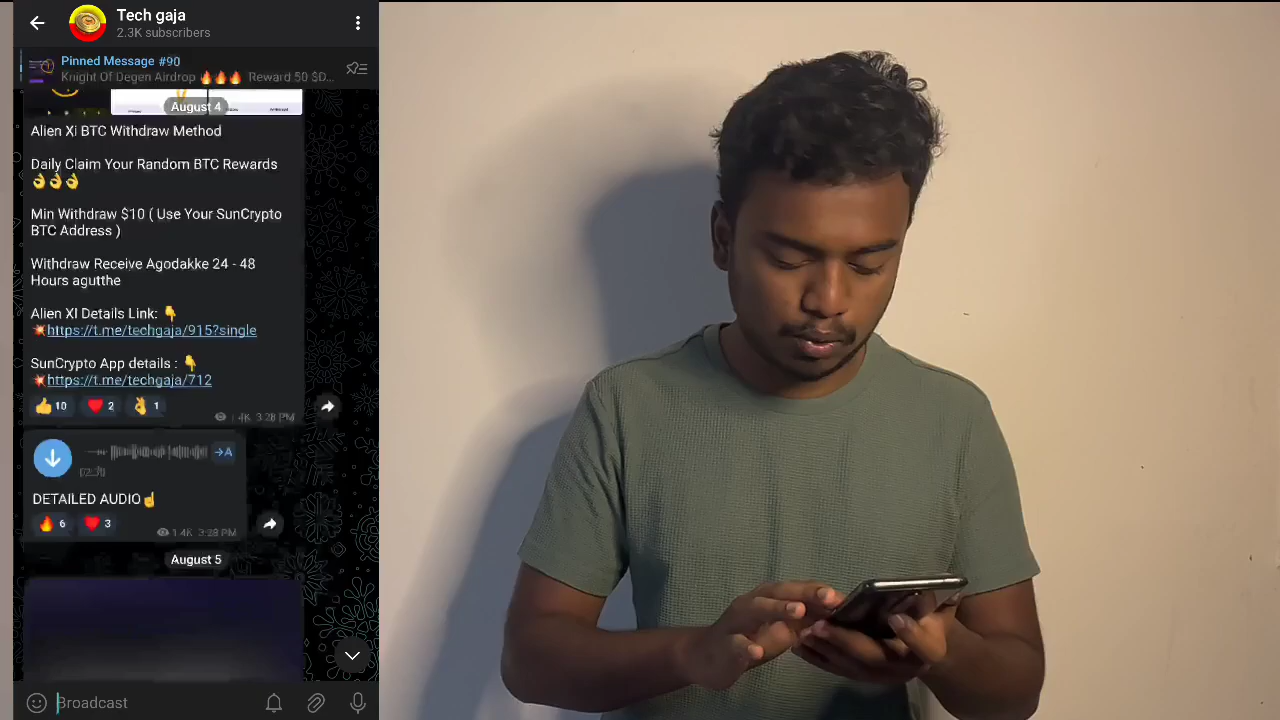 Tech gaja
2.3K subscribers
Pinned Message #90
Knight Of Degen Airdrop 🔥🔥🔥 Reward 50 $D...
August 4
Alien Xi BTC Withdraw Method
Daily Claim Your Random BTC Rewards
👌👌👌
Min Withdraw $10 ( Use Your SunCrypto
BTC Address )
Withdraw Receive Agodakke 24 - 48
Hours agutthe
Alien XI Details Link: 👇
💥https://t.me/techgaja/915?single
SunCrypto App details : 👇
💥https://t.me/techgaja/712
👍 10 ❤️ 2 👌 1
1.4K 3:28 PM
→A
DETAILED AUDIO☝️
🔥 6 ❤️ 3
1.4K 3:28 PM
August 5
Broadcast